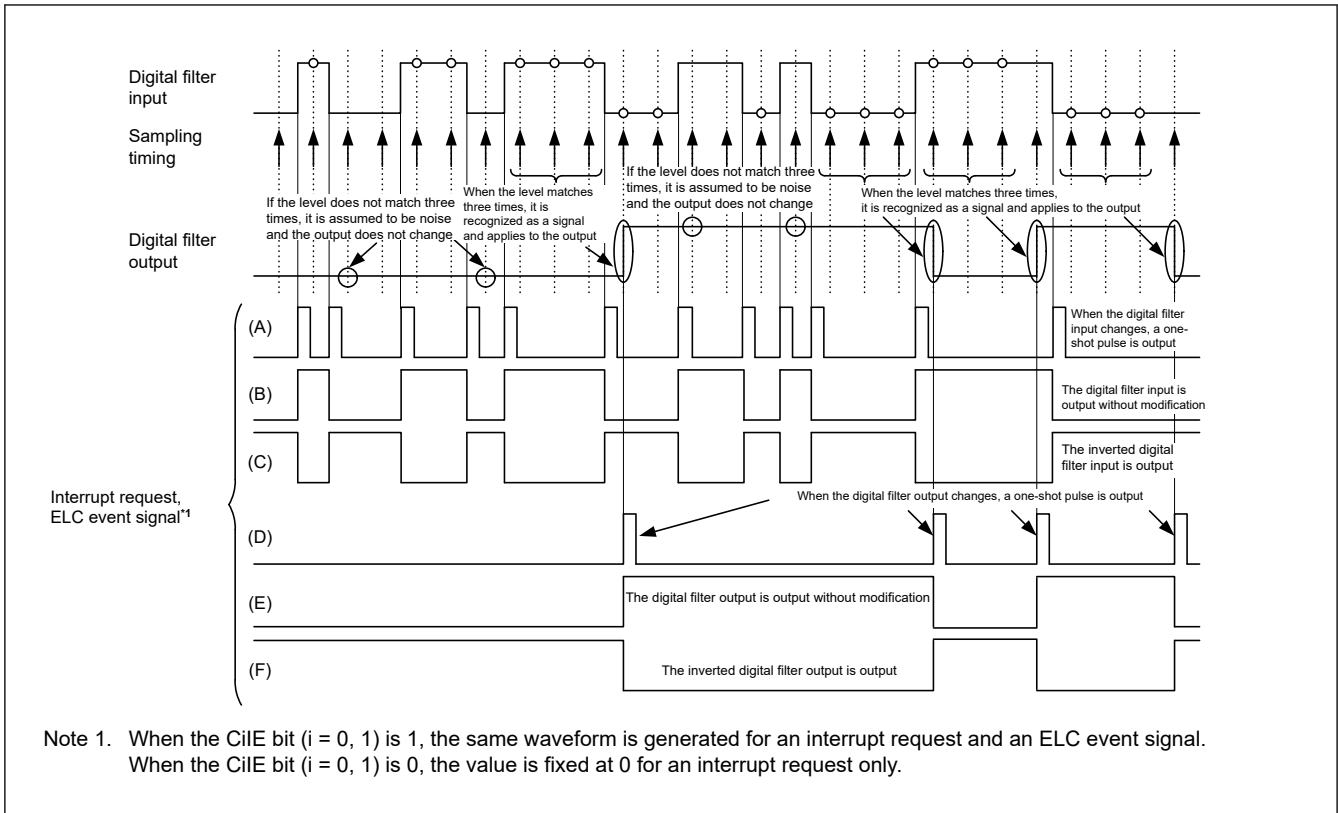 Digital filter
input
Sampling
timing
If the level does not match three
times, it is assumed to be noise
and the output does not change
When the level matches
three times, it is
recognized as a signal
and applies to the output
If the level does not match three
times, it is assumed to be noise
and the output does not change
When the level matches three times,
it is recognized as a signal and applies to the output
Digital filter
output
(A)
When the digital filter
input changes, a one-
shot pulse is output
(B)
The digital filter input is
output without modification
(C)
The inverted digital
filter input is output
Interrupt request,
ELC event signal*1
When the digital filter output changes, a one-shot pulse is output
(D)
(E)
The digital filter output is output without modification
(F)
The inverted digital filter output is output
Note 1. When the CiIE bit (i = 0, 1) is 1, the same waveform is generated for an interrupt request and an ELC event signal.
When the CiIE bit (i = 0, 1) is 0, the value is fixed at 0 for an interrupt request only.